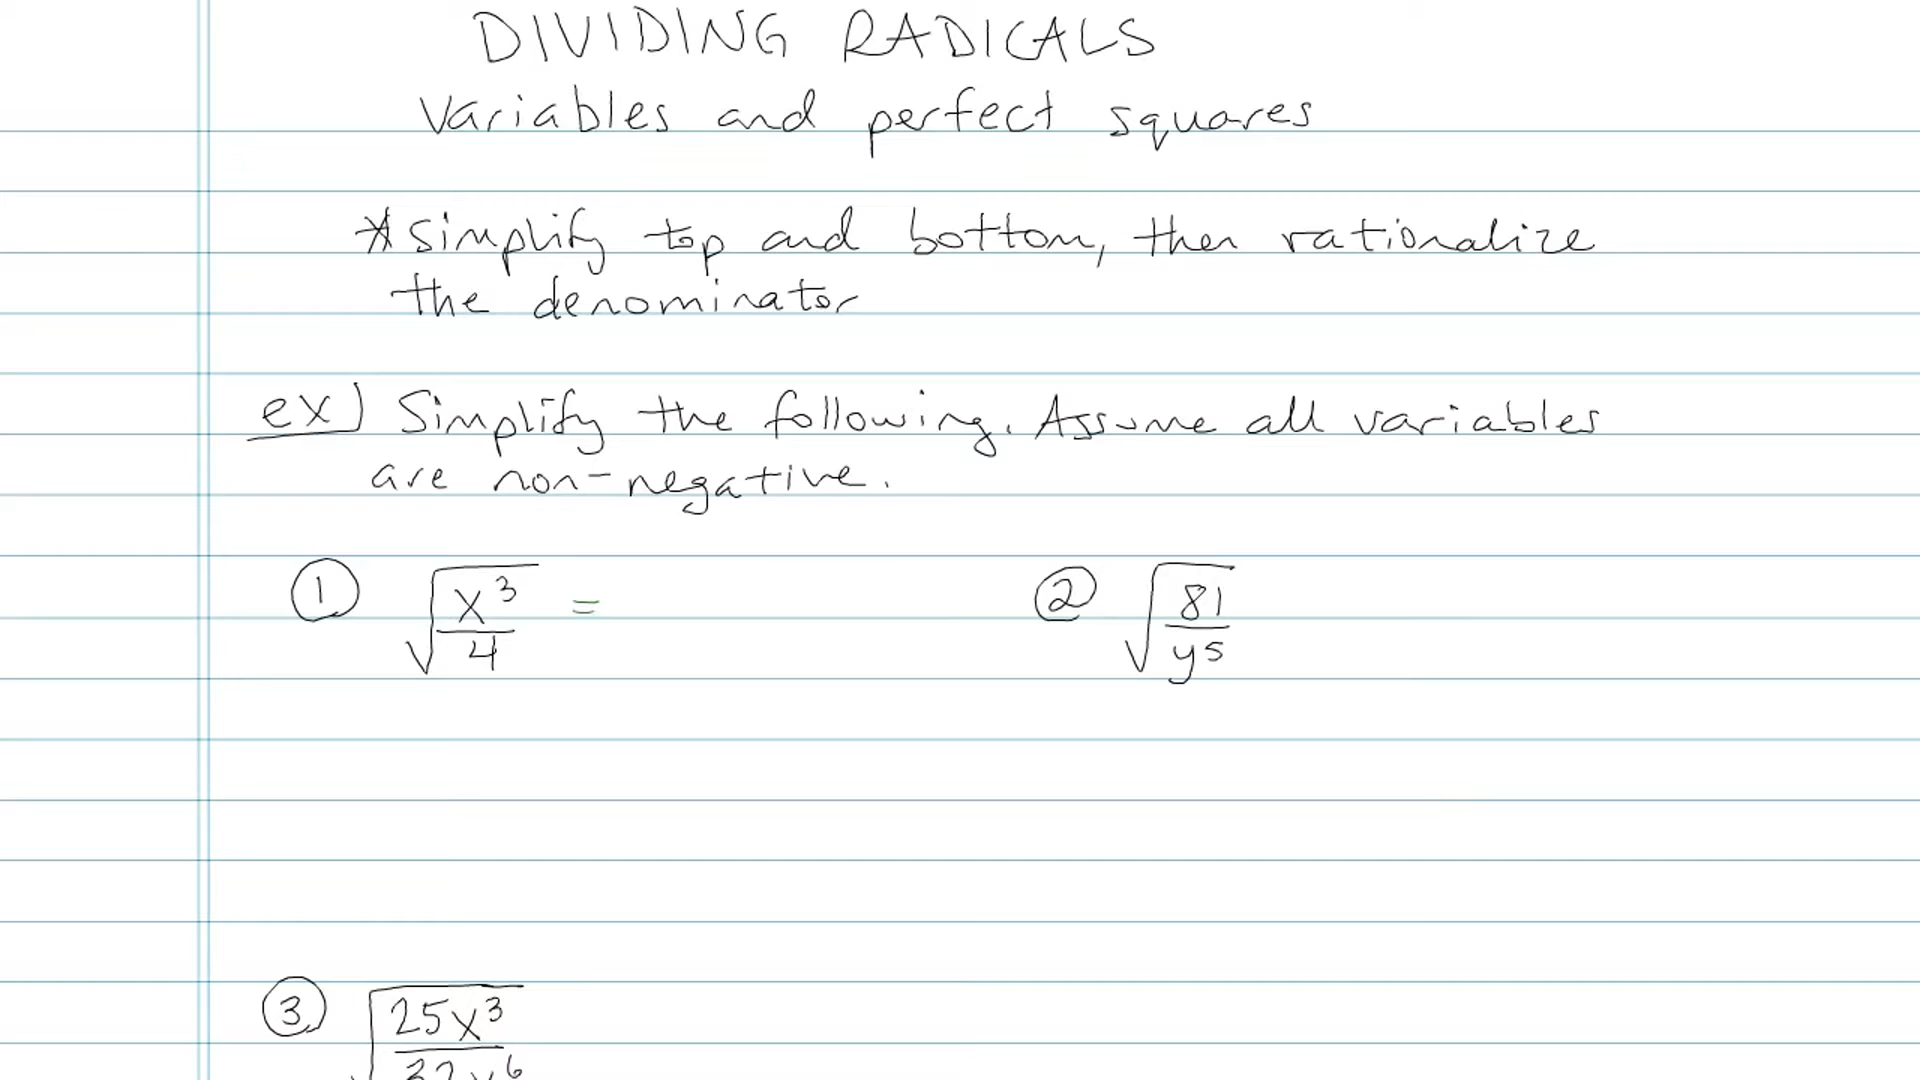 DIVIDING RADICALS
Variables and perfect squares
* simplify top and bottom, then rationalize
the denominator
ex) Simplify the following. Assume all variables
are non-negative.
① √(x³/4) = ② √(81/y⁵)
③ √(25x³/32y⁶)